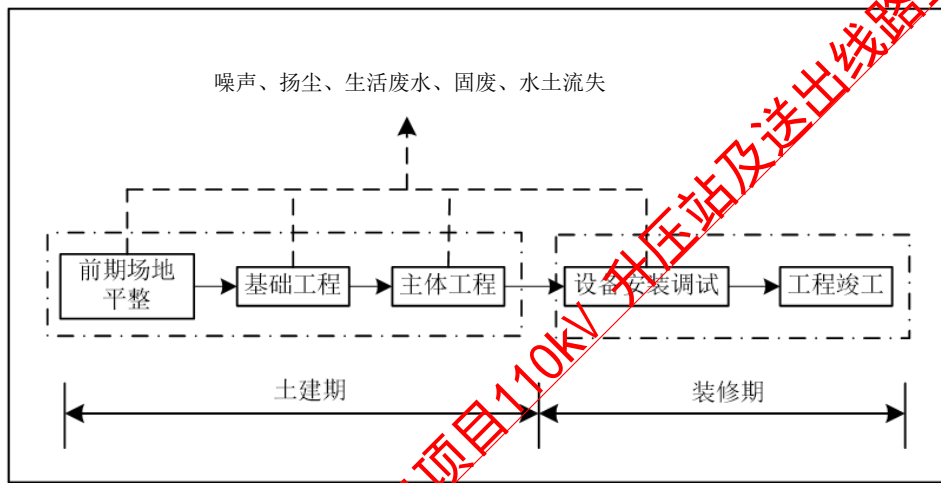 噪声、扬尘、生活废水、固废、水土流失
前期场地
平整
基础工程
主体工程
设备安装调试
工程竣工
土建期
装修期
项目110kV 升压站及送出线路